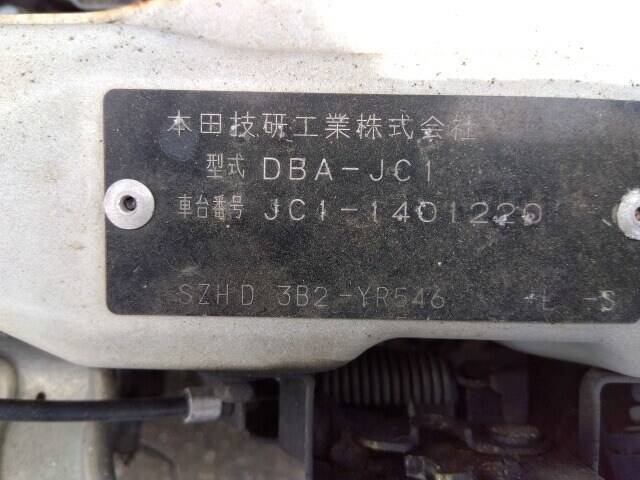 本田技研工業株式会社
型式 DBA-JC1
車台番号 JC1-1401220
SZHD 3B2-YR546 -L -S